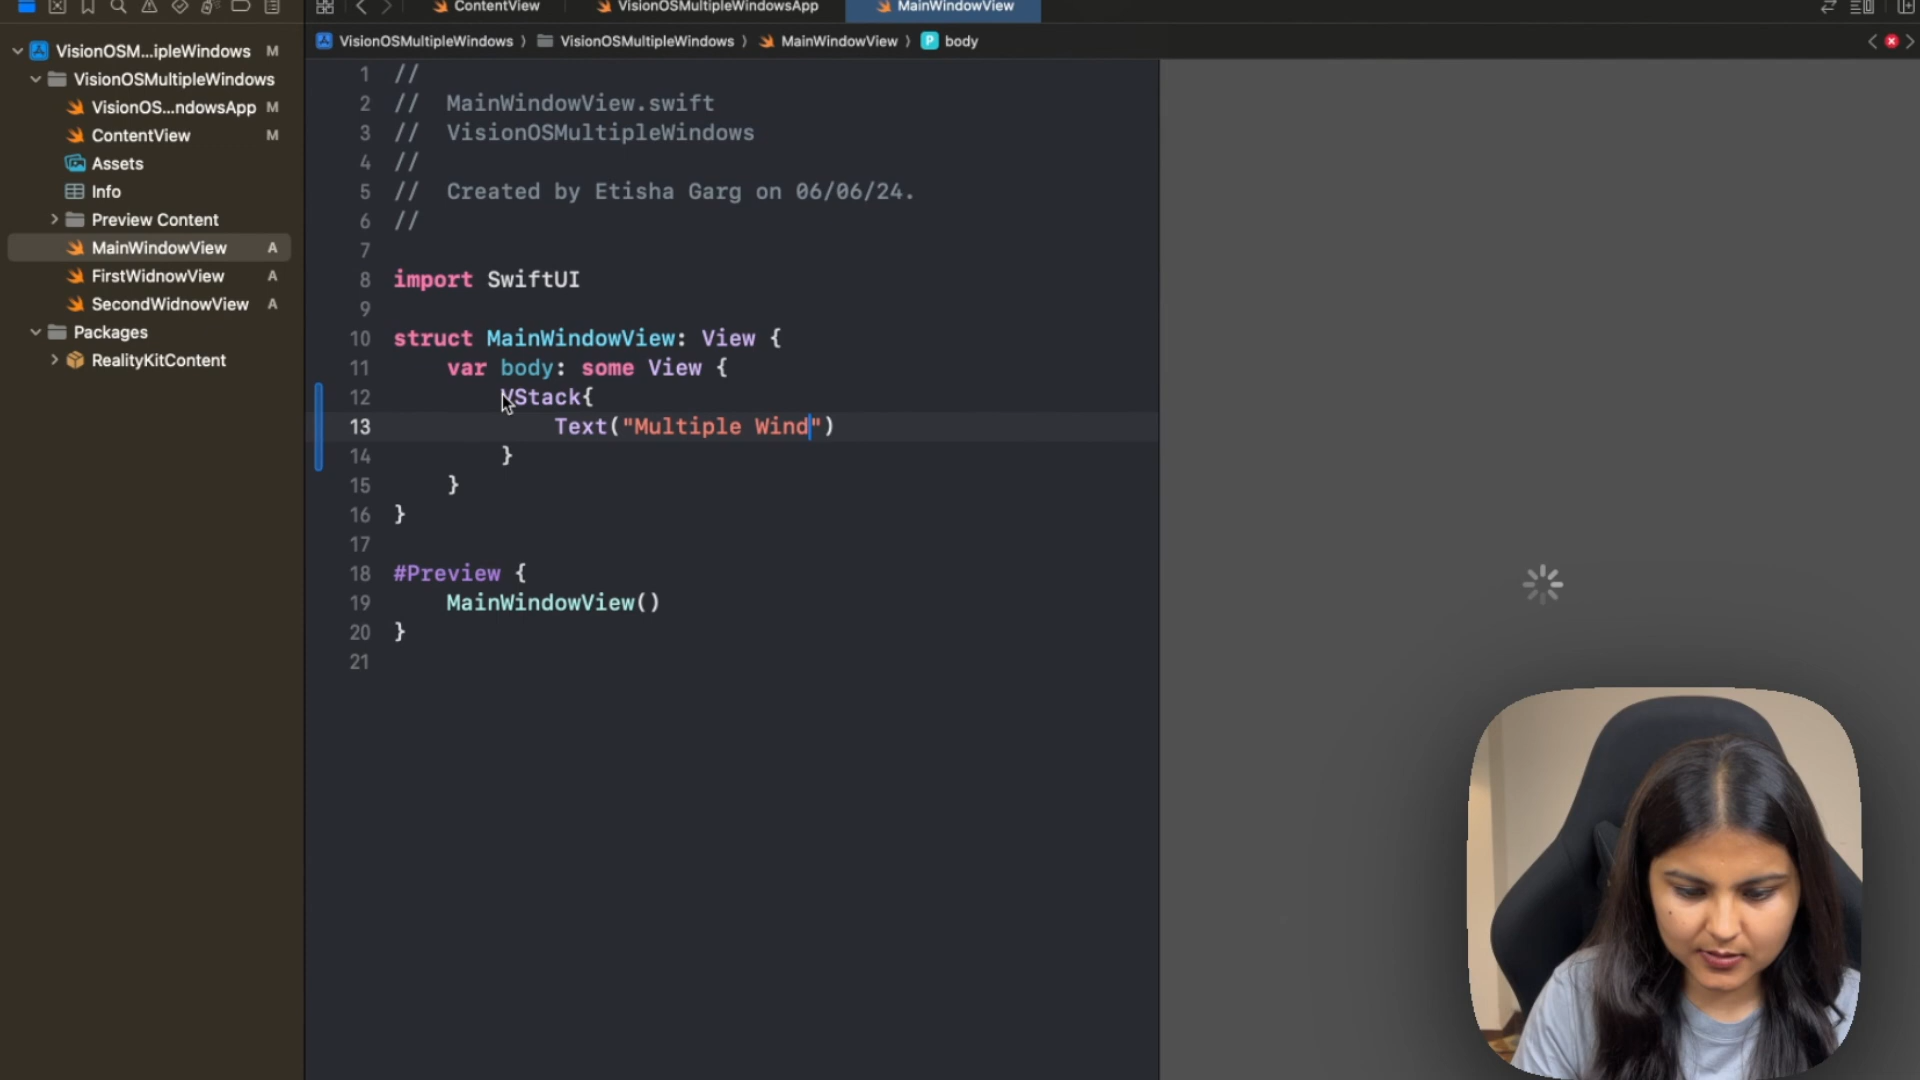 ContentView
VisionOSMultipleWindowsApp
MainWindowView
VisionOSM...ipleWindows M
VisionOSMultipleWindows
VisionOS...ndowsApp M
ContentView M
Assets
Info
Preview Content
MainWindowView A
FirstWidnowView A
SecondWidnowView A
Packages
RealityKitContent
VisionOSMultipleWindows 〉 VisionOSMultipleWindows 〉 MainWindowView 〉 P body
1 //
2 //  MainWindowView.swift
3 //  VisionOSMultipleWindows
4 //
5 //  Created by Etisha Garg on 06/06/24.
6 //
7
8 import SwiftUI
9
10 struct MainWindowView: View {
11     var body: some View {
12         VStack{
13             Text("Multiple Wind")
14         }
15     }
16 }
17
18 #Preview {
19     MainWindowView()
20 }
21